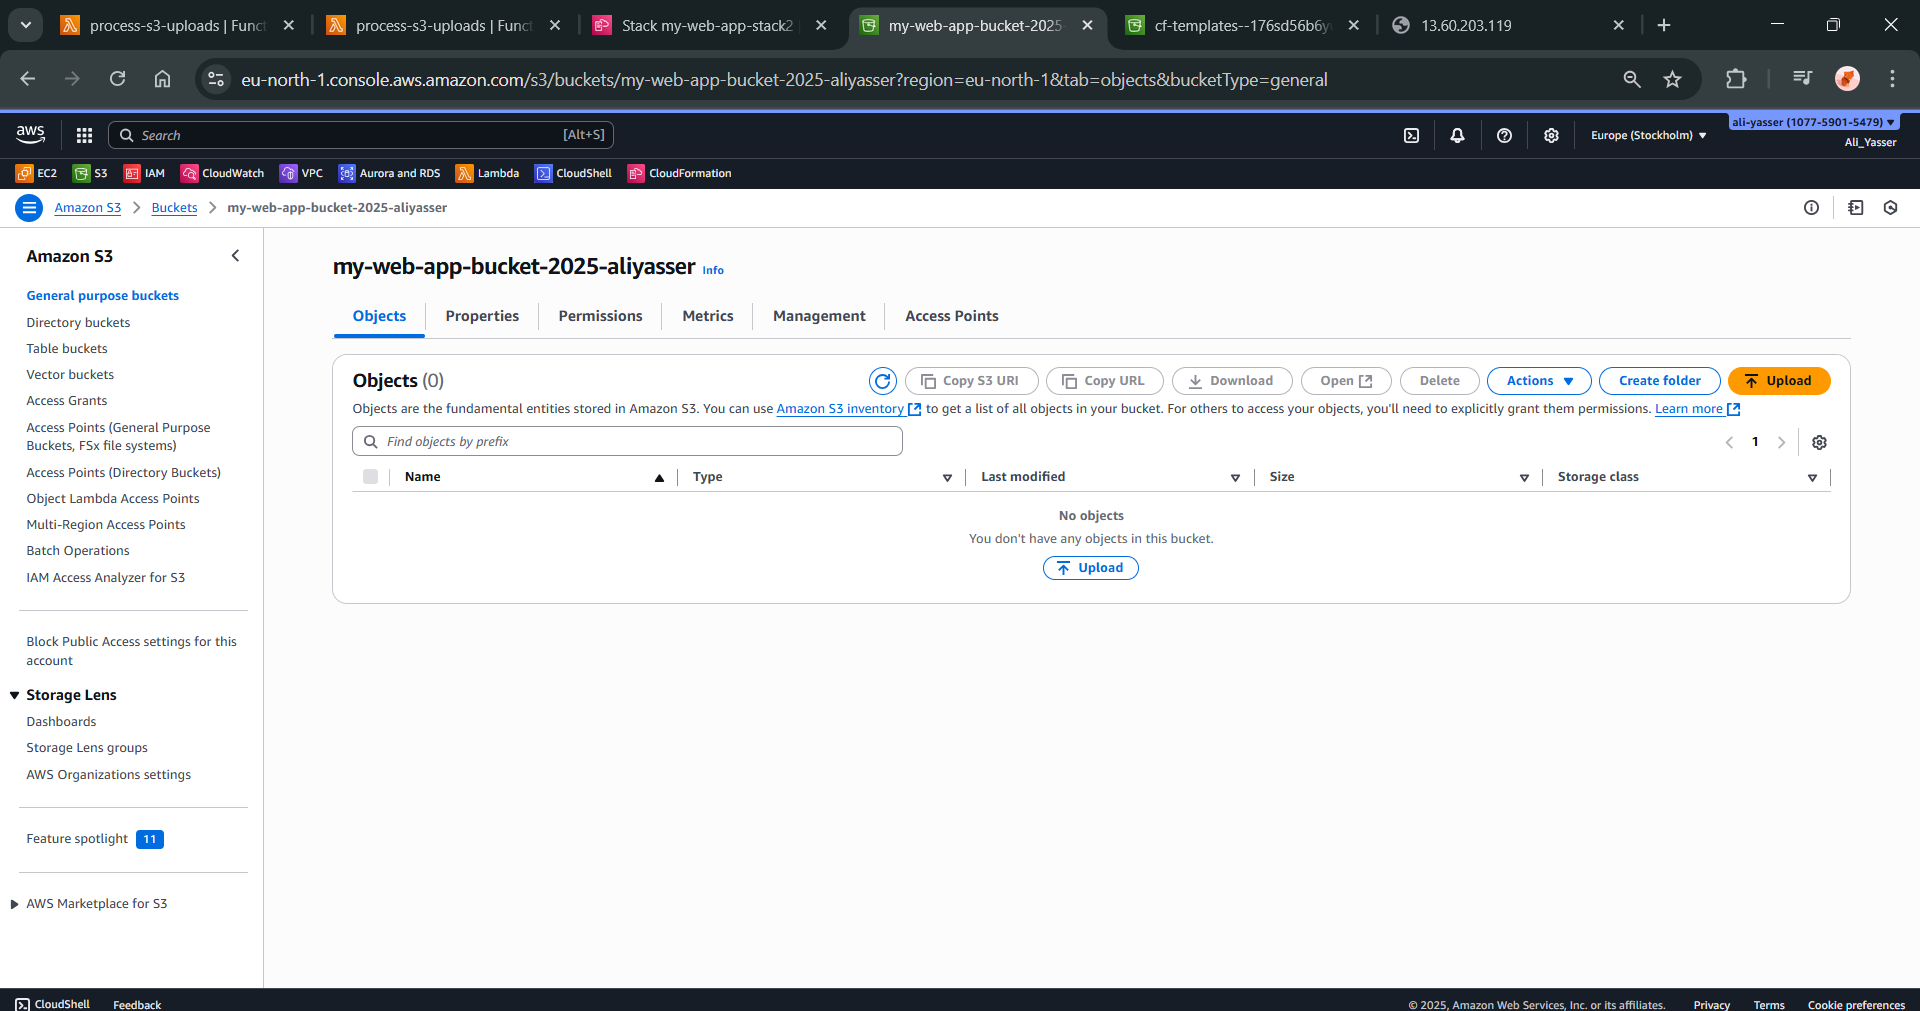 process-s3-uploads | Funct
process-s3-uploads | Funct
Stack my-web-app-stack2
my-web-app-bucket-2025-
cf-templates--176sd56b6y
13.60.203.119
eu-north-1.console.aws.amazon.com/s3/buckets/my-web-app-bucket-2025-aliyasser?region=eu-north-1&tab=objects&bucketType=general
aws
Search
[Alt+S]
Europe (Stockholm)
ali-yasser (1077-5901-5479)
Ali_Yasser
EC2
S3
IAM
CloudWatch
VPC
Aurora and RDS
Lambda
CloudShell
CloudFormation
Amazon S3
Buckets
my-web-app-bucket-2025-aliyasser
Amazon S3
General purpose buckets
Directory buckets
Table buckets
Vector buckets
Access Grants
Access Points (General Purpose
Buckets, FSx file systems)
Access Points (Directory Buckets)
Object Lambda Access Points
Multi-Region Access Points
Batch Operations
IAM Access Analyzer for S3
Block Public Access settings for this
account
Storage Lens
Dashboards
Storage Lens groups
AWS Organizations settings
Feature spotlight 11
AWS Marketplace for S3
my-web-app-bucket-2025-aliyasser Info
Objects
Properties
Permissions
Metrics
Management
Access Points
Objects (0)
Copy S3 URI
Copy URL
Download
Open
Delete
Actions
Create folder
Upload
Objects are the fundamental entities stored in Amazon S3. You can use Amazon S3 inventory to get a list of all objects in your bucket. For others to access your objects, you'll need to explicitly grant them permissions. Learn more
Find objects by prefix
1
Name
Type
Last modified
Size
Storage class
No objects
You don't have any objects in this bucket.
Upload
CloudShell
Feedback
© 2025, Amazon Web Services, Inc. or its affiliates.
Privacy
Terms
Cookie preferences